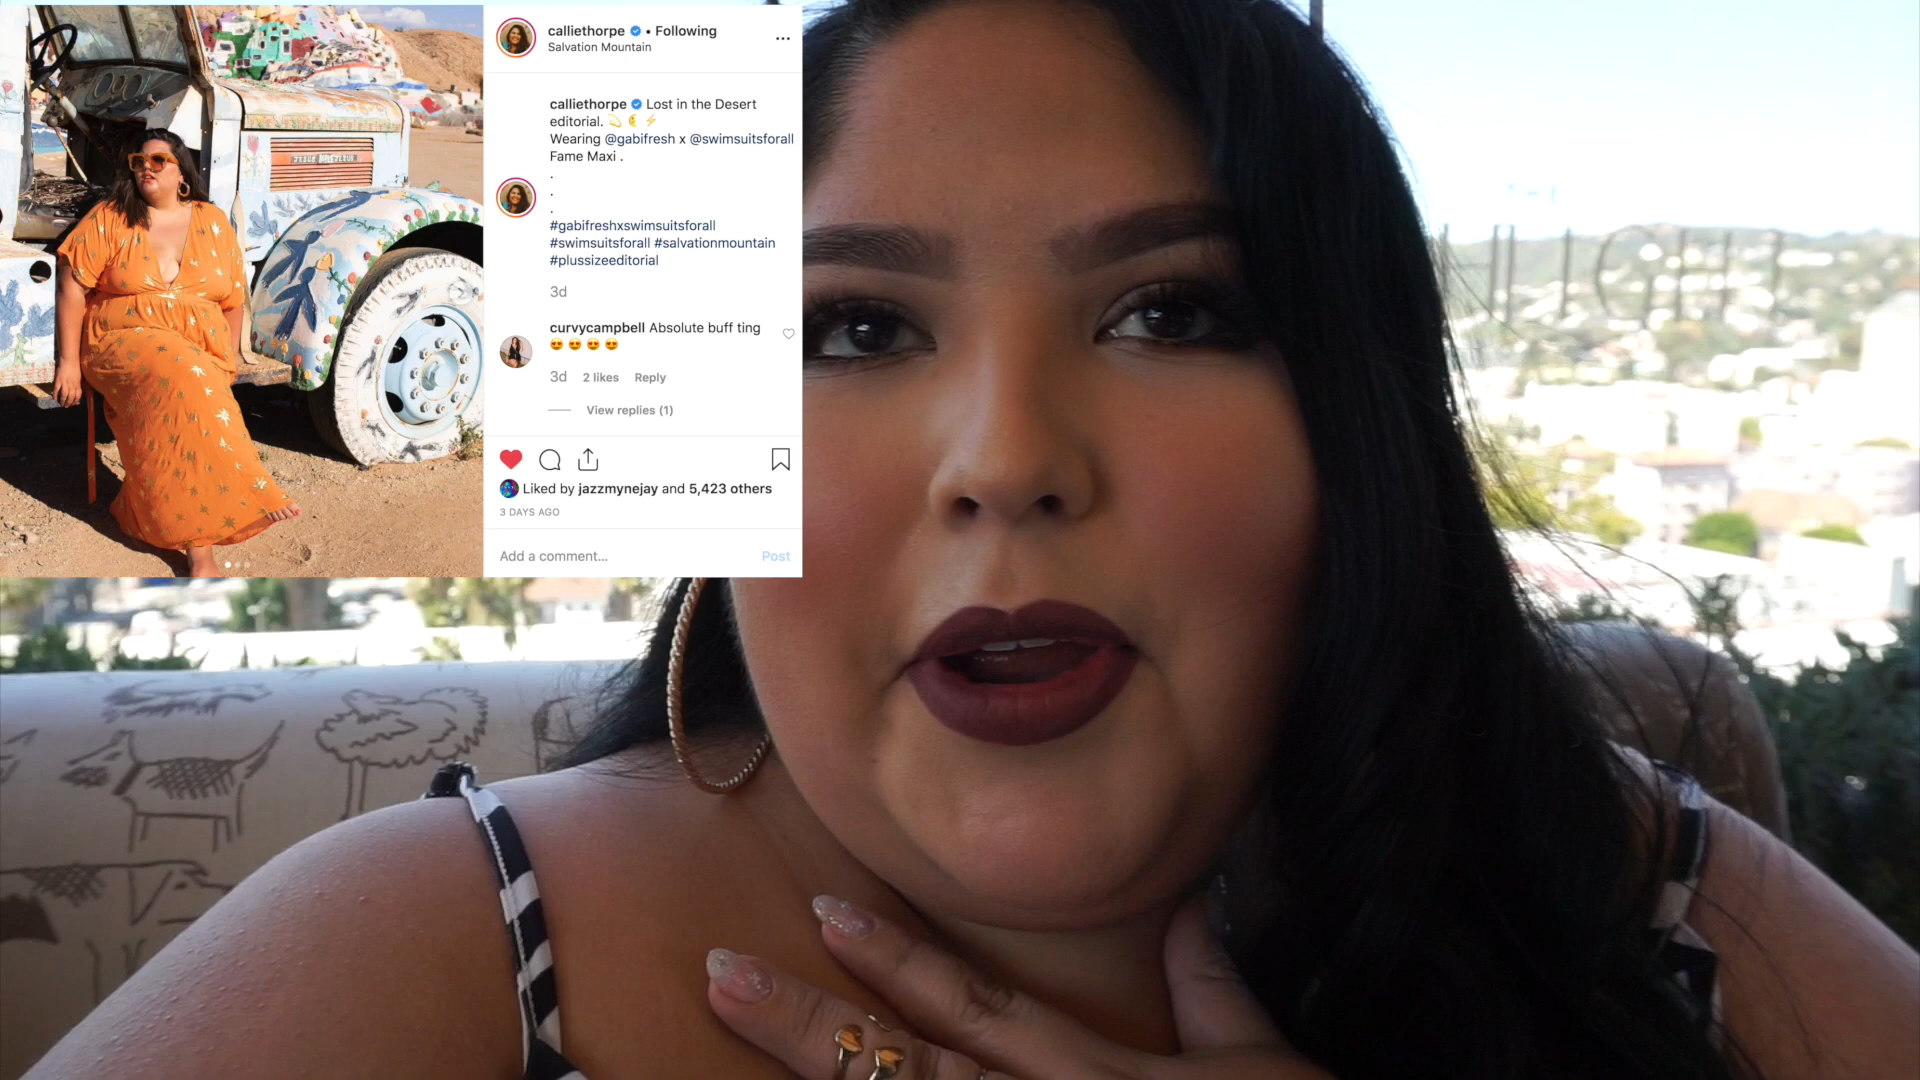 calliethorpe • Following
Salvation Mountain
calliethorpe Lost in the Desert
editorial. 💫 🌜 ⚡
Wearing @gabifresh x @swimsuitsforall
Fame Maxi .
.
.
.
#gabifreshxswimsuitsforall
#swimsuitsforall #salvationmountain
#plussizeeditorial
3d
curvycampbell Absolute buff ting
😍 😍 😍 😍
3d 2 likes Reply
View replies (1)
Liked by jazzmynejay and 5,423 others
3 DAYS AGO
Add a comment... Post